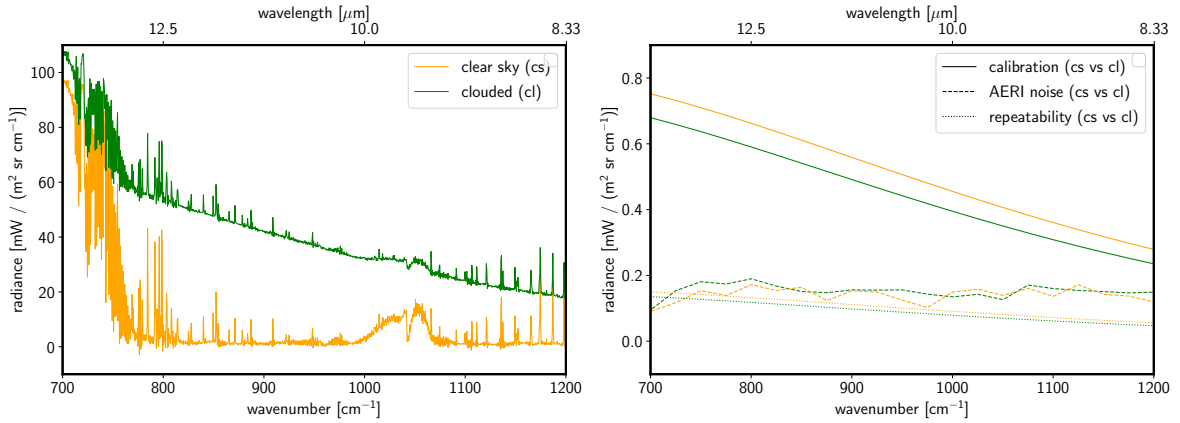 wavelength [μm]
12.5 10.0 8.33
radiance [mW / (m² sr cm⁻¹)]
100
80
60
40
20
0
clear sky (cs)
clouded (cl)
700 800 900 1000 1100 1200
wavenumber [cm⁻¹]
wavelength [μm]
12.5 10.0 8.33
radiance [mW / (m² sr cm⁻¹)]
0.8
0.6
0.4
0.2
0.0
calibration (cs vs cl)
AERI noise (cs vs cl)
repeatability (cs vs cl)
700 800 900 1000 1100 1200
wavenumber [cm⁻¹]